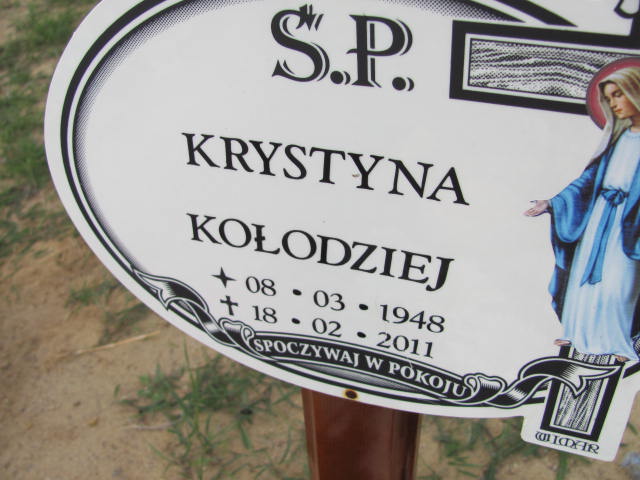 Ś.P.
KRYSTYNA
KOŁODZIEJ
✦ 08 • 03 • 1948
✝ 18 • 02 • 2011
SPOCZYWAJ W POKOJU
WIMAR